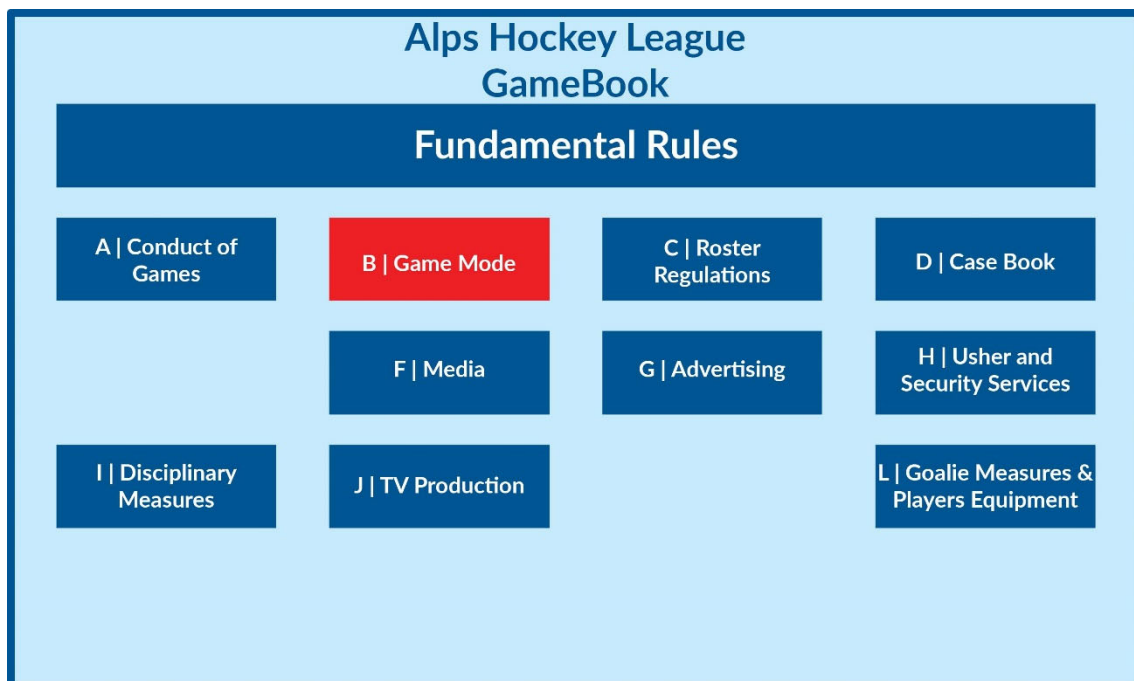 Alps Hockey League
GameBook
Fundamental Rules
A | Conduct of
Games
B | Game Mode
C | Roster
Regulations
D | Case Book
F | Media
G | Advertising
H | Usher and
Security Services
I | Disciplinary
Measures
J | TV Production
L | Goalie Measures &
Players Equipment